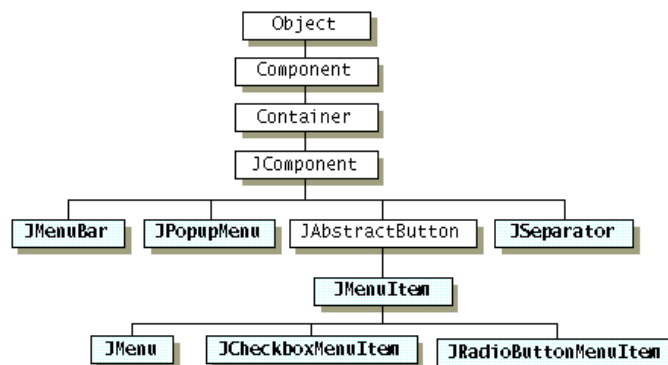 Object
Component
Container
JComponent
JMenuBar JPopupMenu JAbstractButton JSeparator
JMenuItem
JMenu JCheckboxMenuItem JRadioButtonMenuItem